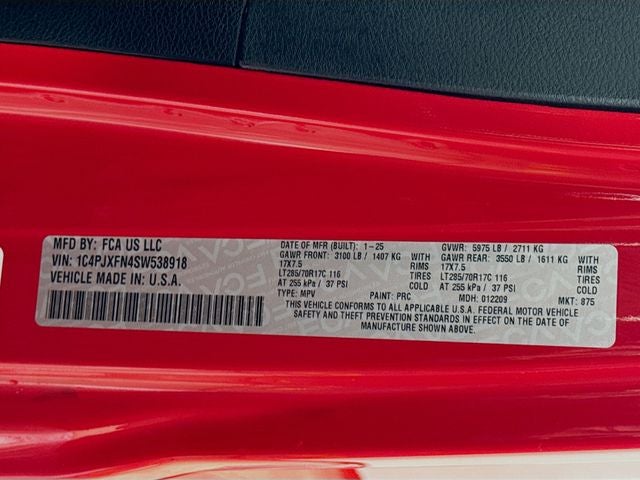 MFD BY: FCA US LLC
VIN: 1C4PJXFN4SW538918
VEHICLE MADE IN U.S.A.
DATE OF MFR (BUILT): 1-25
GAWR FRONT: 3100 LB / 1407 KG WITH
17X7.5 RIMS
LT285/70R17C 116 TIRES
AT 255 kPa / 37 PSI COLD
GVWR: 5975 LB / 2711 KG
GAWR REAR: 3550 LB / 1611 KG WITH
17X7.5 RIMS
LT285/70R17C 116 TIRES
AT 255 kPa / 37 PSI COLD
TYPE: MPV PAINT: PRC MDH: 012209 MKT: 875
THIS VEHICLE CONFORMS TO ALL APPLICABLE U.S.A. FEDERAL MOTOR VEHICLE
SAFETY AND THEFT PREVENTION STANDARDS IN EFFECT ON THE DATE OF
MANUFACTURE SHOWN ABOVE.